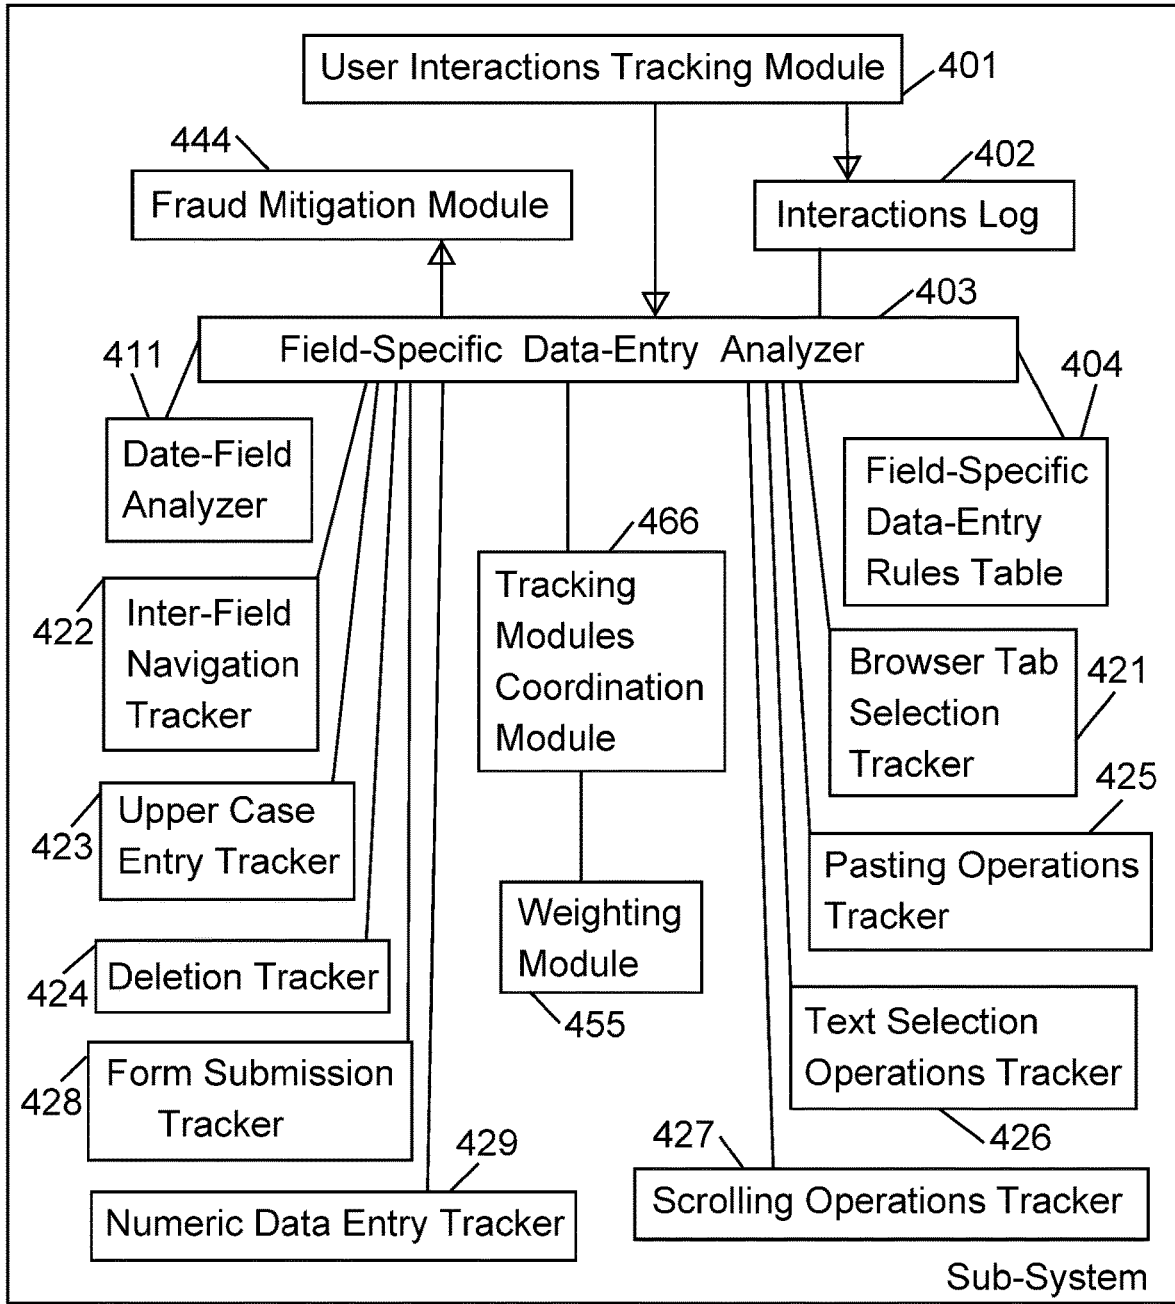 User Interactions Tracking Module
401
444
402
Fraud Mitigation Module
Interactions Log
403
Field-Specific Data-Entry Analyzer
411
404
Date-Field
Analyzer
Field-Specific
Data-Entry
Rules Table
466
Tracking
Modules
Coordination
Module
422
Inter-Field
Navigation
Tracker
Browser Tab
Selection
Tracker
421
423
Upper Case
Entry Tracker
425
Pasting Operations
Tracker
Weighting
Module
455
424
Deletion Tracker
Text Selection
Operations Tracker
426
428
Form Submission
Tracker
429
Numeric Data Entry Tracker
427
Scrolling Operations Tracker
Sub-System